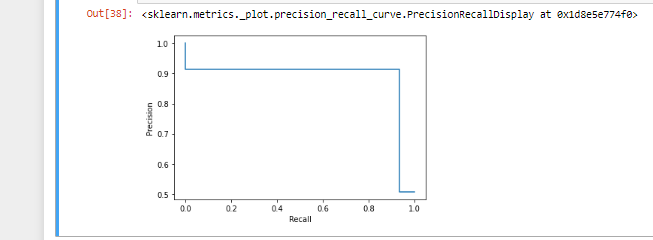 Out[38]: <sklearn.metrics._plot.precision_recall_curve.PrecisionRecallDisplay at 0x1d8e5e774f0>
1.0
0.9
0.8
0.7
0.6
0.5
Precision
0.0 0.2 0.4 0.6 0.8 1.0
Recall